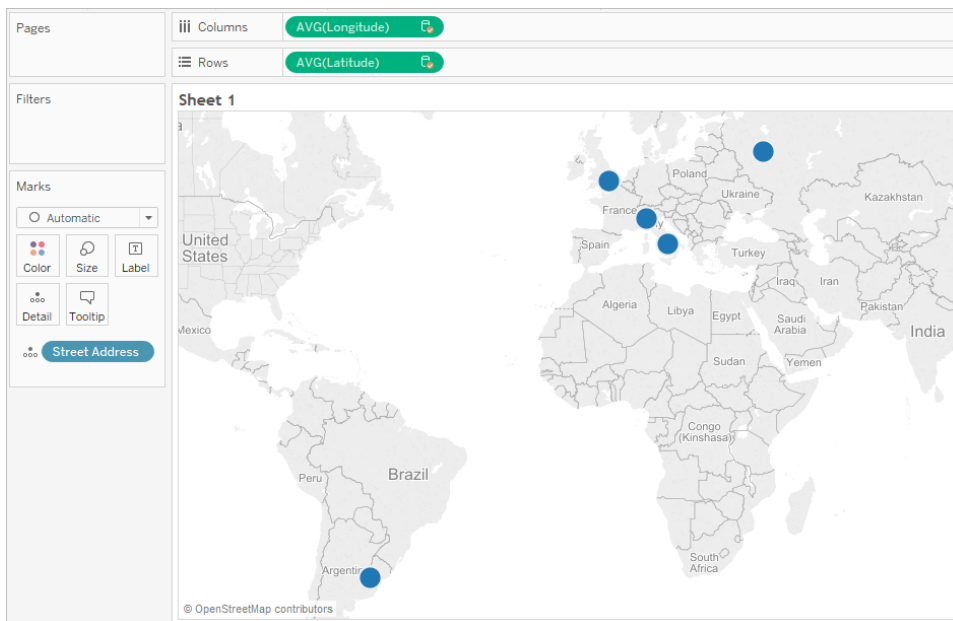 Pages
Columns
AVG(Longitude)
Rows
AVG(Latitude)
Filters
Marks
Automatic
Color
Size
T
Label
Detail
Tooltip
Street Address
Sheet 1
a
United
States
Mexico
Poland
Ukraine
Kazakhstan
France
Spain
Turkey
Iraq
Iran
Algeria
Libya
Egypt
Saudi
Arabia
Pakistan
India
Sudan
Yemen
Congo
(Kinshasa)
Peru
Brazil
South
Africa
© OpenStreetMap contributors